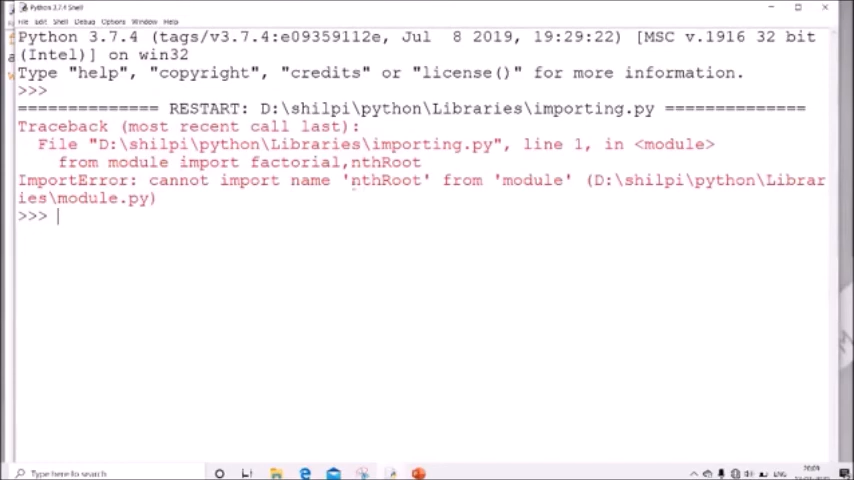 Python 3.7.4 Shell
File Edit Shell Debug Options Window Help
Python 3.7.4 (tags/v3.7.4:e09359112e, Jul  8 2019, 19:29:22) [MSC v.1916 32 bit
(Intel)] on win32
Type "help", "copyright", "credits" or "license()" for more information.
>>>
============== RESTART: D:\shilpi\python\Libraries\importing.py ==============
Traceback (most recent call last):
  File "D:\shilpi\python\Libraries\importing.py", line 1, in <module>
    from module import factorial,nthRoot
ImportError: cannot import name 'nthRoot' from 'module' (D:\shilpi\python\Librar
ies\module.py)
>>>
Type here to search
ENG